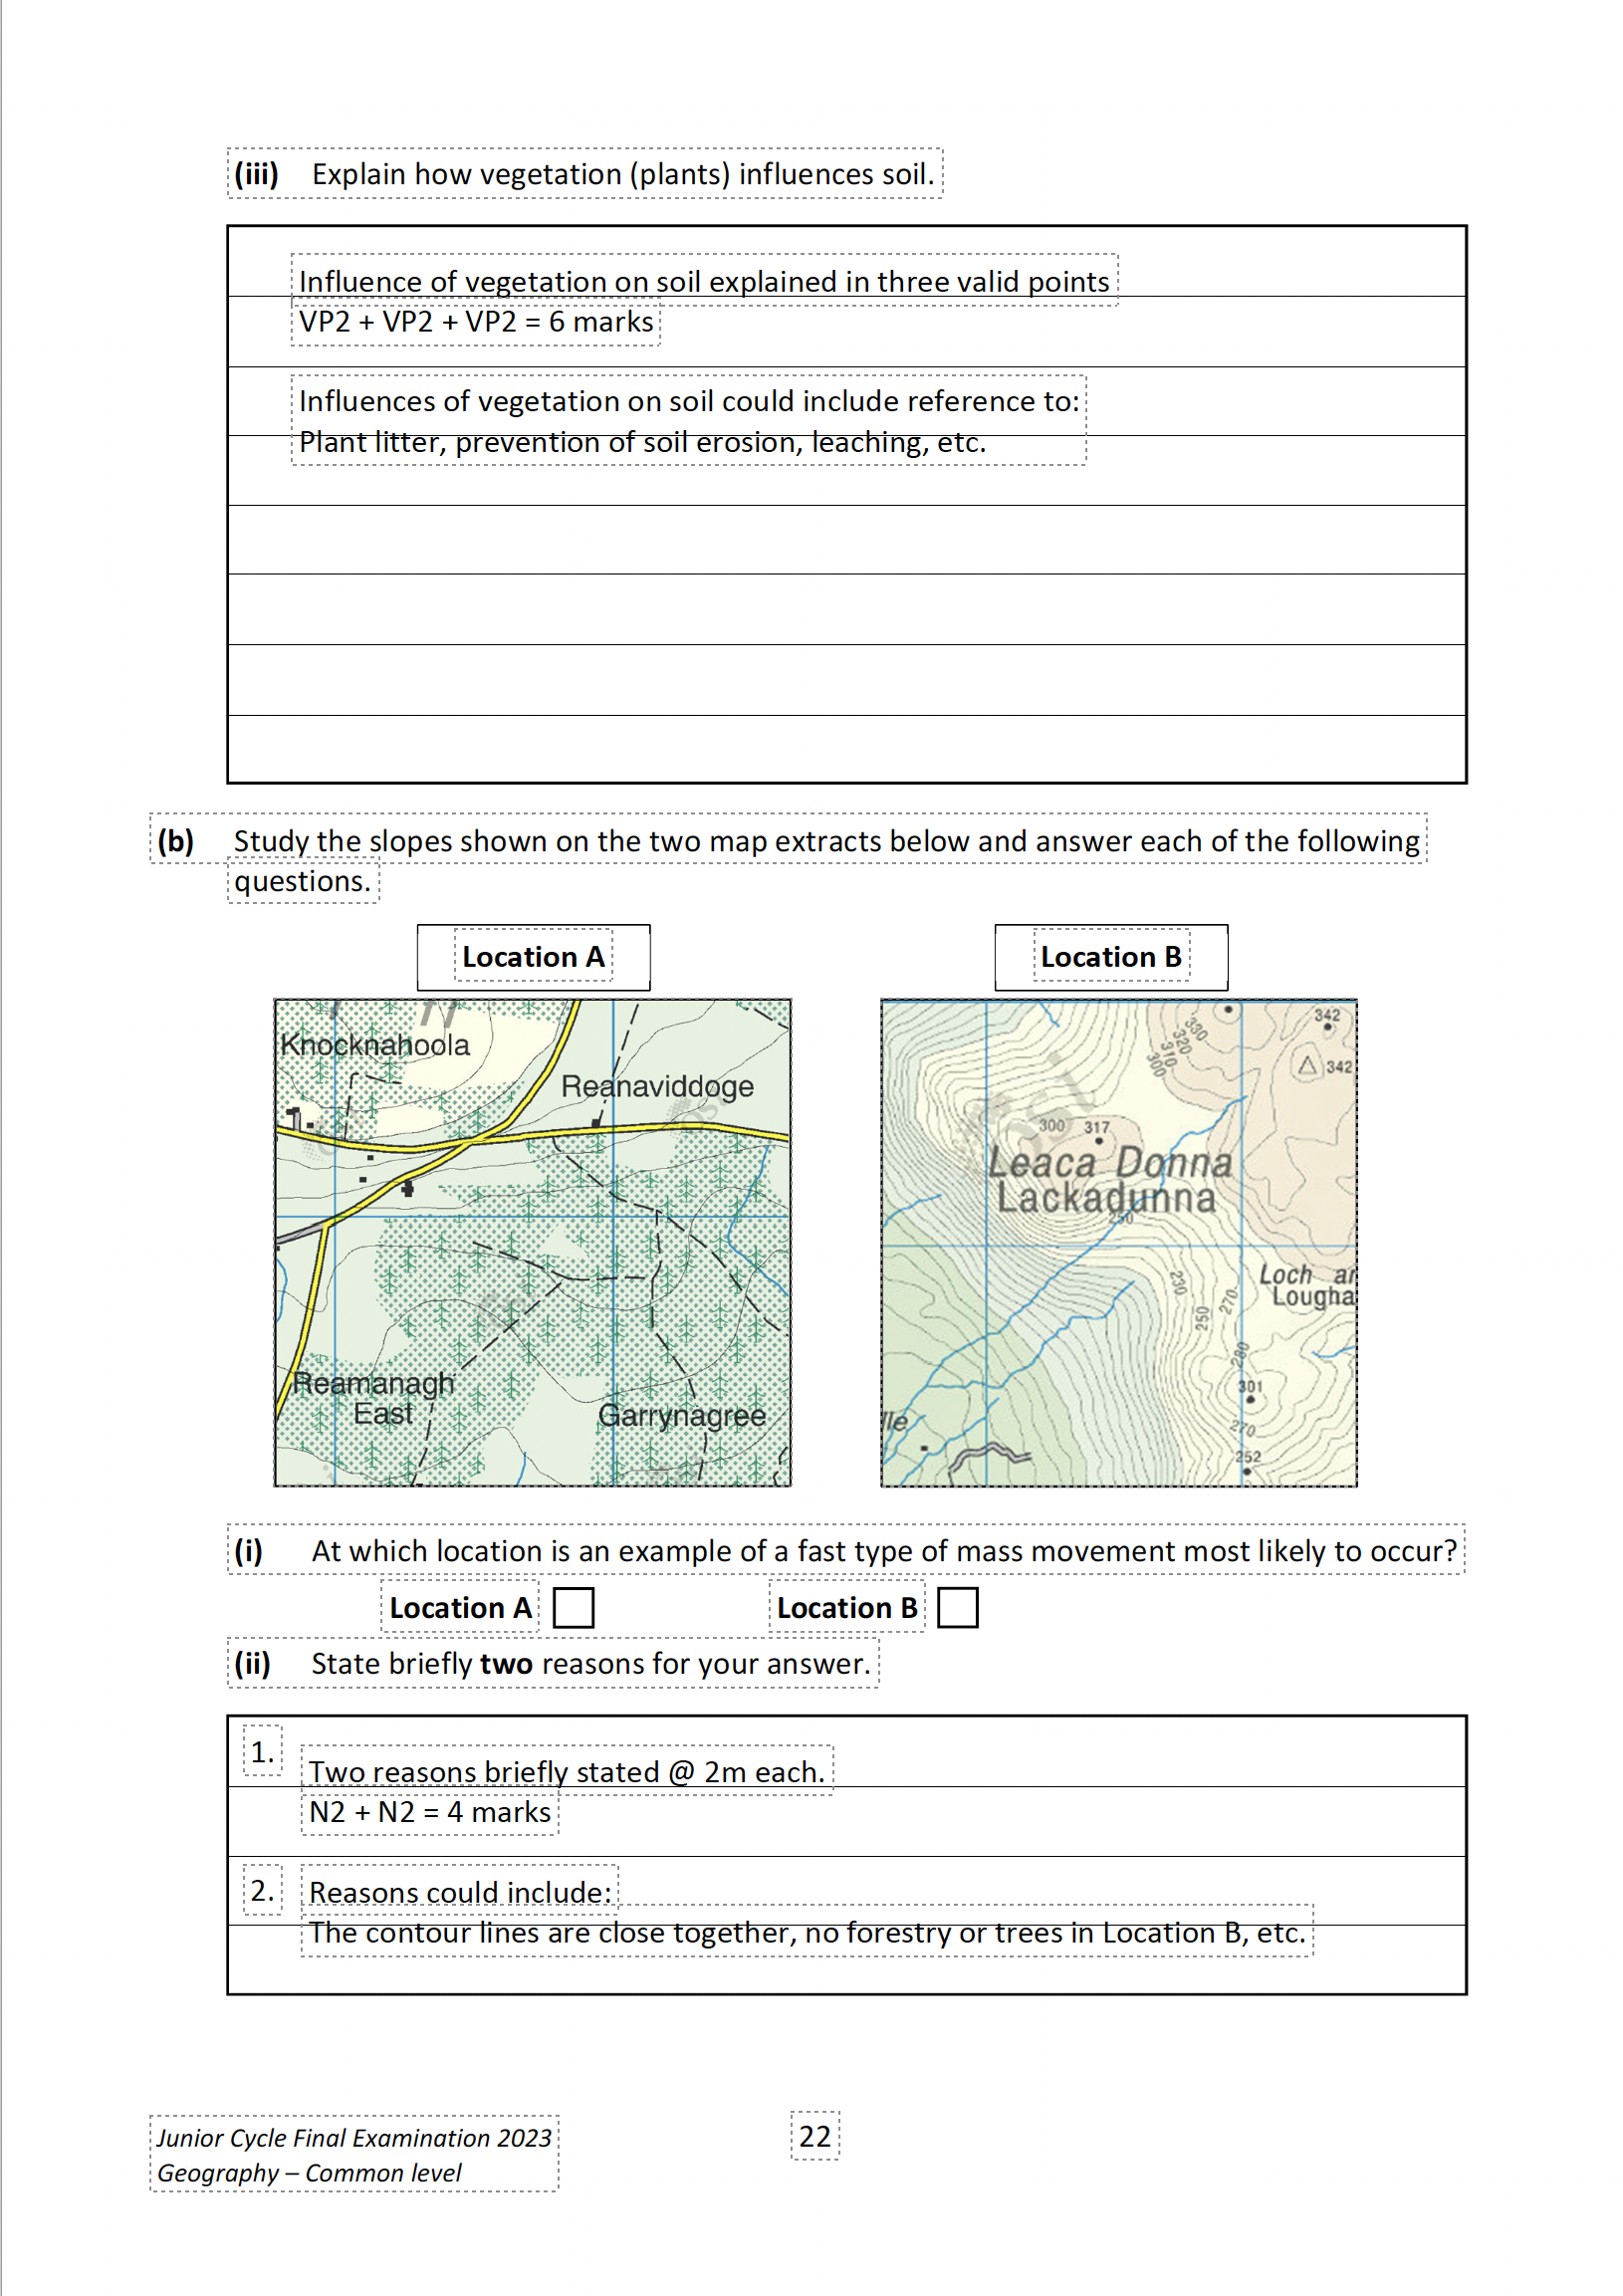 (iii) Explain how vegetation (plants) influences soil.
Influence of vegetation on soil explained in three valid points
VP2 + VP2 + VP2 = 6 marks
Influences of vegetation on soil could include reference to:
Plant litter, prevention of soil erosion, leaching, etc.
(b) Study the slopes shown on the two map extracts below and answer each of the following
questions.
Location A
Location B
Knocknahoola
Reanaviddoge
Reamanagh
East
Garrynagree
342
342
330
320
310
300
300 317
Leaca Donna
Lackadunna
250
290
250
270
Loch an
Lougha
280
301
270
252
lle
(i) At which location is an example of a fast type of mass movement most likely to occur?
Location A Location B
(ii) State briefly two reasons for your answer.
1.
Two reasons briefly stated @ 2m each.
N2 + N2 = 4 marks
2. Reasons could include:
The contour lines are close together, no forestry or trees in Location B, etc.
Junior Cycle Final Examination 2023
Geography – Common level
22